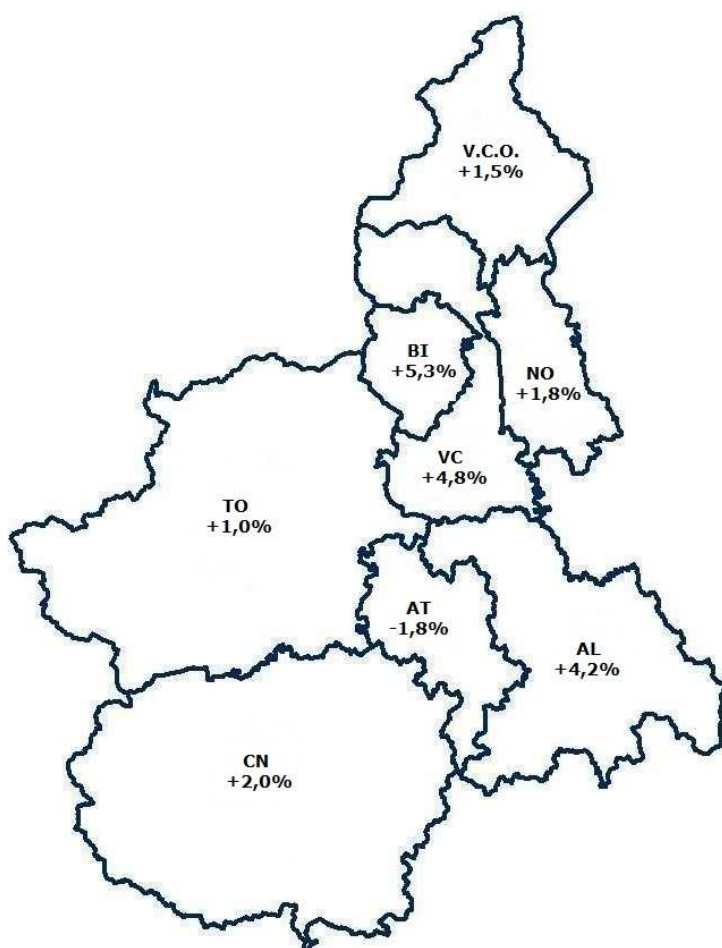 V.C.O.
+1,5%
BI
+5,3%
NO
+1,8%
VC
+4,8%
TO
+1,0%
AT
-1,8%
AL
+4,2%
CN
+2,0%